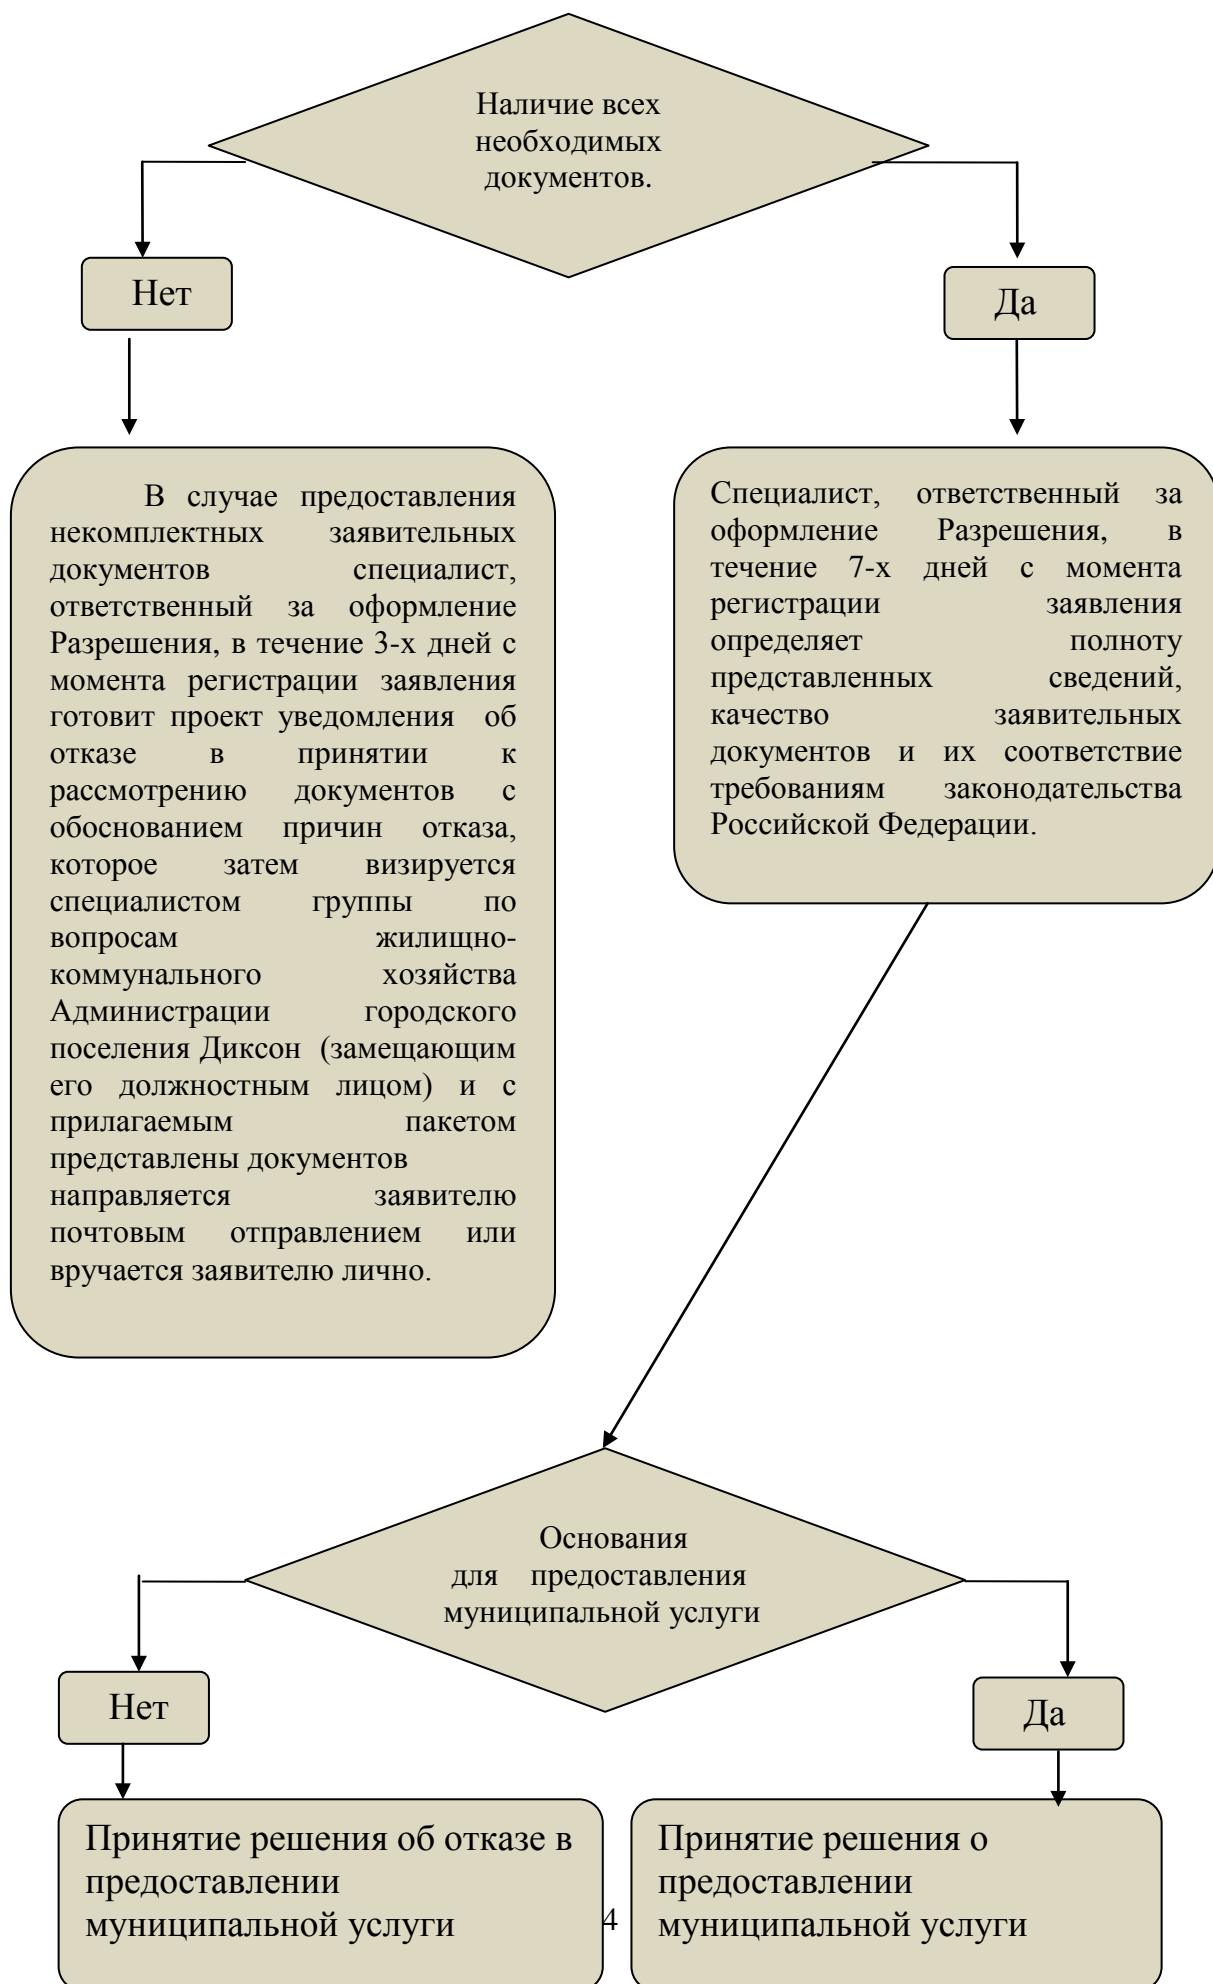 Наличие всех
необходимых
документов.
Нет
Да
В случае предоставления
некомплектных заявительных
документов специалист,
ответственный за оформление
Разрешения, в течение 3-х дней с
момента регистрации заявления
готовит проект уведомления об
отказе в принятии к
рассмотрению документов с
обоснованием причин отказа,
которое затем визируется
специалистом группы по
вопросам жилищно-
коммунального хозяйства
Администрации городского
поселения Диксон (замещающим
его должностным лицом) и с
прилагаемым пакетом
представлены документов
направляется заявителю
почтовым отправлением или
вручается заявителю лично.
Специалист, ответственный за
оформление Разрешения, в
течение 7-х дней с момента
регистрации заявления
определяет полноту
представленных сведений,
качество заявительных
документов и их соответствие
требованиям законодательства
Российской Федерации.
Основания
для предоставления
муниципальной услуги
Нет
Да
Принятие решения об отказе в
предоставлении
муниципальной услуги
Принятие решения о
предоставлении
муниципальной услуги
4